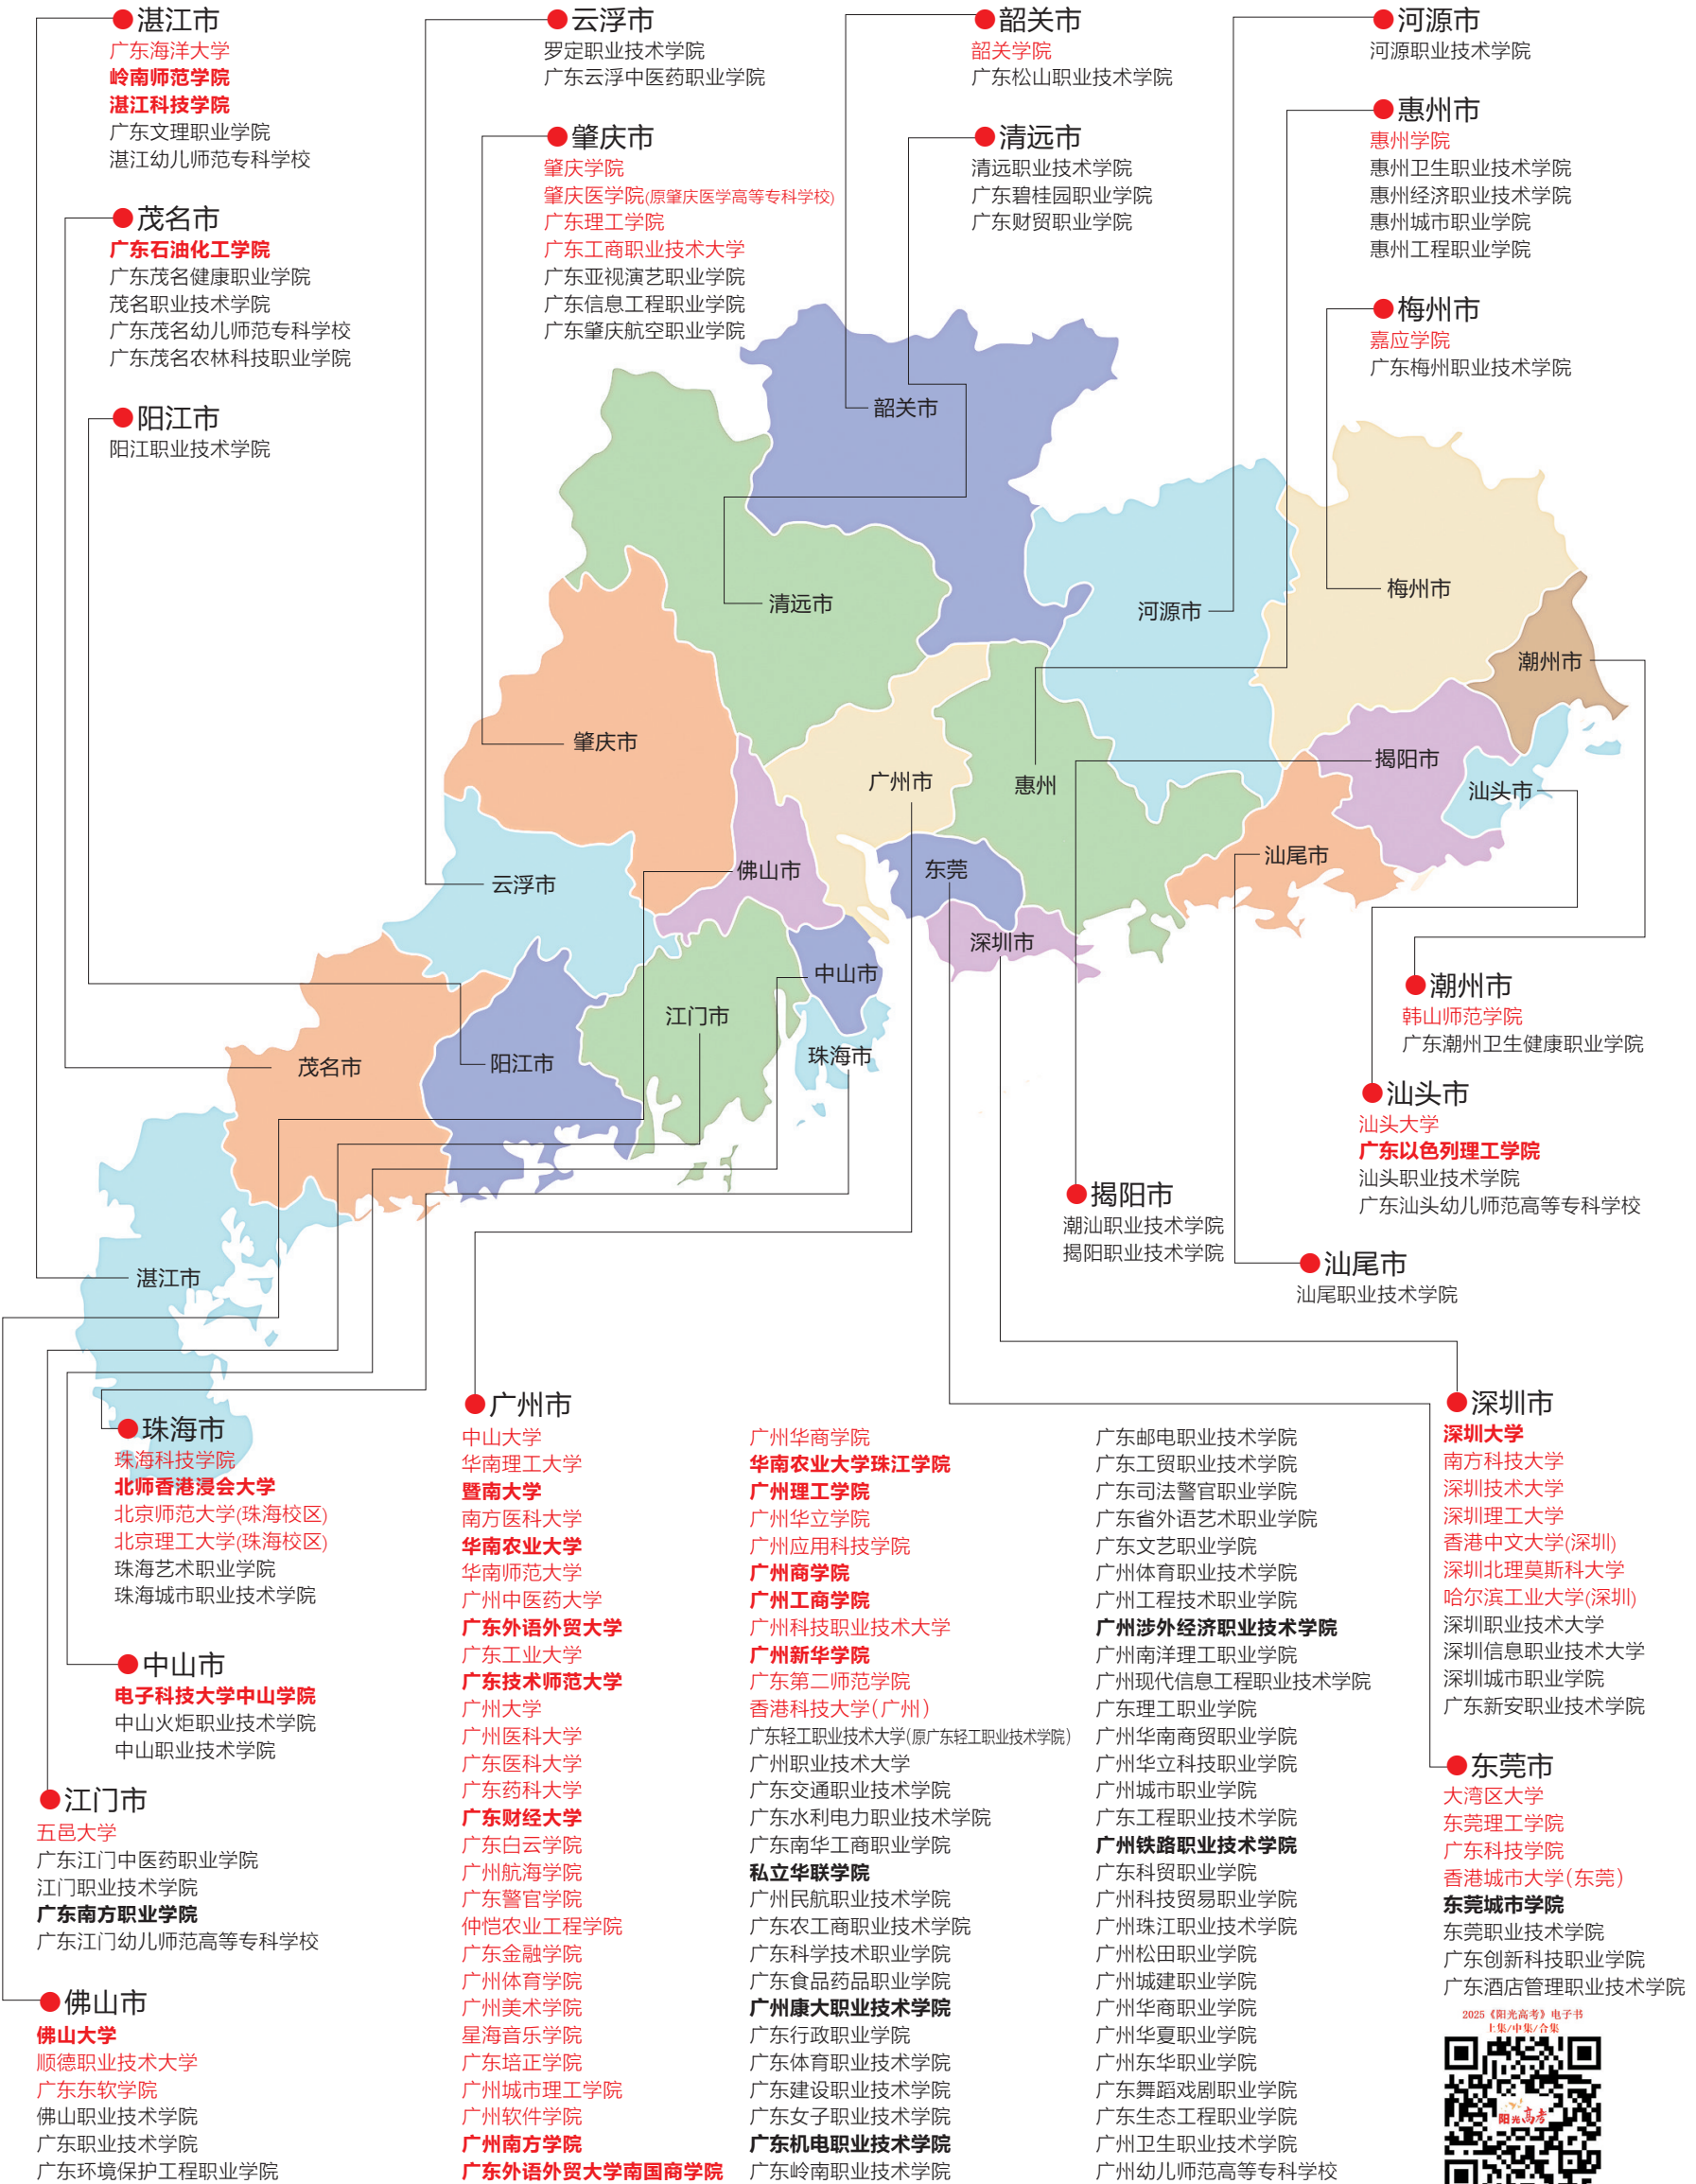 湛江市
广东海洋大学
岭南师范学院
湛江科技学院
广东文理职业学院
湛江幼儿师范专科学校
茂名市
广东石油化工学院
广东茂名健康职业学院
茂名职业技术学院
广东茂名幼儿师范专科学校
广东茂名农林科技职业学院
阳江市
阳江职业技术学院
云浮市
罗定职业技术学院
广东云浮中医药职业学院
肇庆市
肇庆学院
肇庆医学院(原肇庆医学高等专科学校)
广东理工学院
广东工商职业技术大学
广东亚视演艺职业学院
广东信息工程职业学院
广东肇庆航空职业学院
韶关市
韶关学院
广东松山职业技术学院
清远市
清远职业技术学院
广东碧桂园职业学院
广东财贸职业学院
河源市
河源职业技术学院
惠州市
惠州学院
惠州卫生职业技术学院
惠州经济职业技术学院
惠州城市职业学院
惠州工程职业学院
梅州市
嘉应学院
广东梅州职业技术学院
韶关市
清远市
河源市
梅州市
潮州市
肇庆市
广州市
惠州
揭阳市
汕头市
云浮市
佛山市
东莞
汕尾市
深圳市
中山市
江门市
珠海市
阳江市
茂名市
湛江市
潮州市
韩山师范学院
广东潮州卫生健康职业学院
汕头市
汕头大学
广东以色列理工学院
汕头职业技术学院
广东汕头幼儿师范高等专科学校
揭阳市
潮汕职业技术学院
揭阳职业技术学院
汕尾市
汕尾职业技术学院
珠海市
珠海科技学院
北师香港浸会大学
北京师范大学(珠海校区)
北京理工大学(珠海校区)
珠海艺术职业学院
珠海城市职业技术学院
中山市
电子科技大学中山学院
中山火炬职业技术学院
中山职业技术学院
江门市
五邑大学
广东江门中医药职业学院
江门职业技术学院
广东南方职业学院
广东江门幼儿师范高等专科学校
佛山市
佛山大学
顺德职业技术大学
广东东软学院
佛山职业技术学院
广东职业技术学院
广东环境保护工程职业学院
广州市
中山大学
华南理工大学
暨南大学
南方医科大学
华南农业大学
华南师范大学
广州中医药大学
广东外语外贸大学
广东工业大学
广东技术师范大学
广州大学
广州医科大学
广东医科大学
广东药科大学
广东财经大学
广东白云学院
广州航海学院
广东警官学院
仲恺农业工程学院
广东金融学院
广州体育学院
广州美术学院
星海音乐学院
广东培正学院
广州城市理工学院
广州软件学院
广州南方学院
广东外语外贸大学南国商学院
广州华商学院
华南农业大学珠江学院
广州理工学院
广州华立学院
广州应用科技学院
广州商学院
广州工商学院
广州科技职业技术大学
广州新华学院
广东第二师范学院
香港科技大学(广州)
广东轻工职业技术大学(原广东轻工职业技术学院)
广州职业技术大学
广东交通职业技术学院
广东水利电力职业技术学院
广东南华工商职业学院
私立华联学院
广州民航职业技术学院
广东农工商职业技术学院
广东科学技术职业学院
广东食品药品职业学院
广州康大职业技术学院
广东行政职业学院
广东体育职业技术学院
广东建设职业技术学院
广东女子职业技术学院
广东机电职业技术学院
广东岭南职业技术学院
广东邮电职业技术学院
广东工贸职业技术学院
广东司法警官职业学院
广东省外语艺术职业学院
广东文艺职业学院
广州体育职业技术学院
广州工程技术职业学院
广州涉外经济职业技术学院
广州南洋理工职业学院
广州现代信息工程职业技术学院
广东理工职业学院
广州华南商贸职业学院
广州华立科技职业学院
广州城市职业学院
广东工程职业技术学院
广州铁路职业技术学院
广东科贸职业学院
广州科技贸易职业学院
广州珠江职业技术学院
广州松田职业学院
广州城建职业学院
广州华商职业学院
广州华夏职业学院
广州东华职业学院
广东舞蹈戏剧职业学院
广东生态工程职业学院
广州卫生职业技术学院
广州幼儿师范高等专科学校
深圳市
深圳大学
南方科技大学
深圳技术大学
深圳理工大学
香港中文大学(深圳)
深圳北理莫斯科大学
哈尔滨工业大学(深圳)
深圳职业技术大学
深圳信息职业技术大学
深圳城市职业学院
广东新安职业技术学院
东莞市
大湾区大学
东莞理工学院
广东科技学院
香港城市大学(东莞)
东莞城市学院
东莞职业技术学院
广东创新科技职业学院
广东酒店管理职业技术学院
2025《阳光高考》电子书
上集/中集/合集
阳光高考